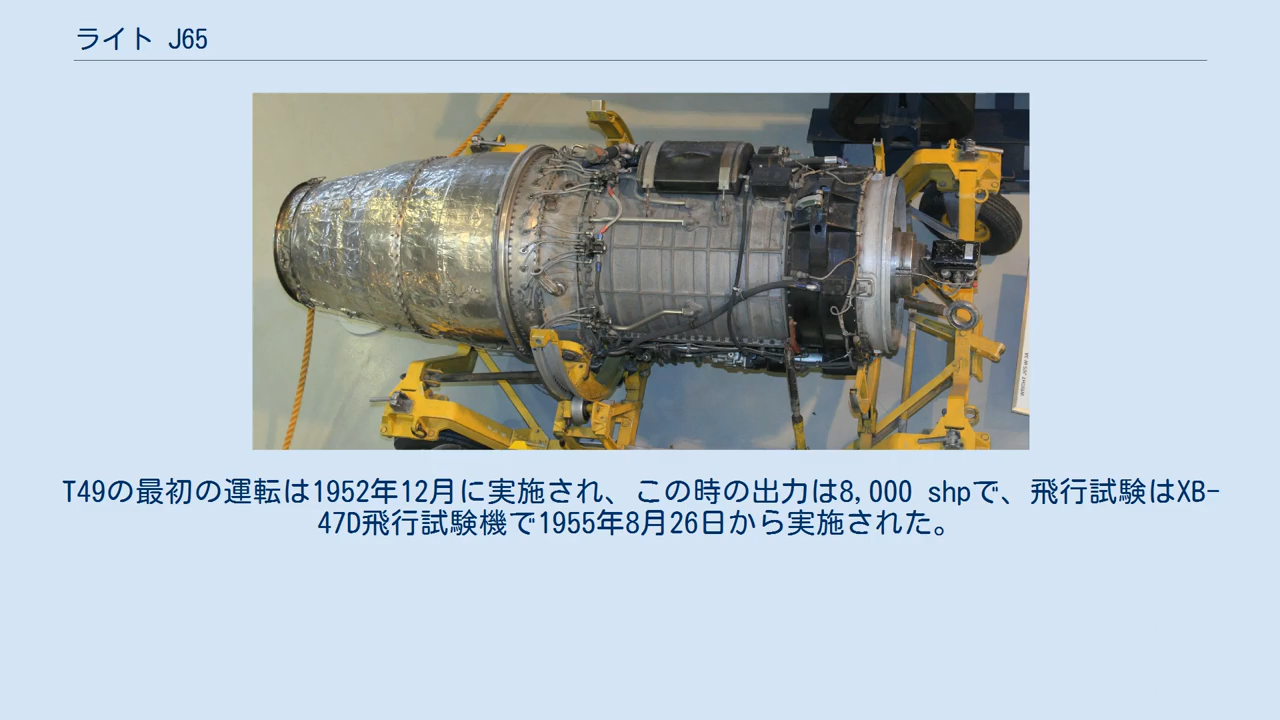 ライト J65
T49の最初の運転は1952年12月に実施され、この時の出力は8,000 shpで、飛行試験はXB-
47D飛行試験機で1955年8月26日から実施された。